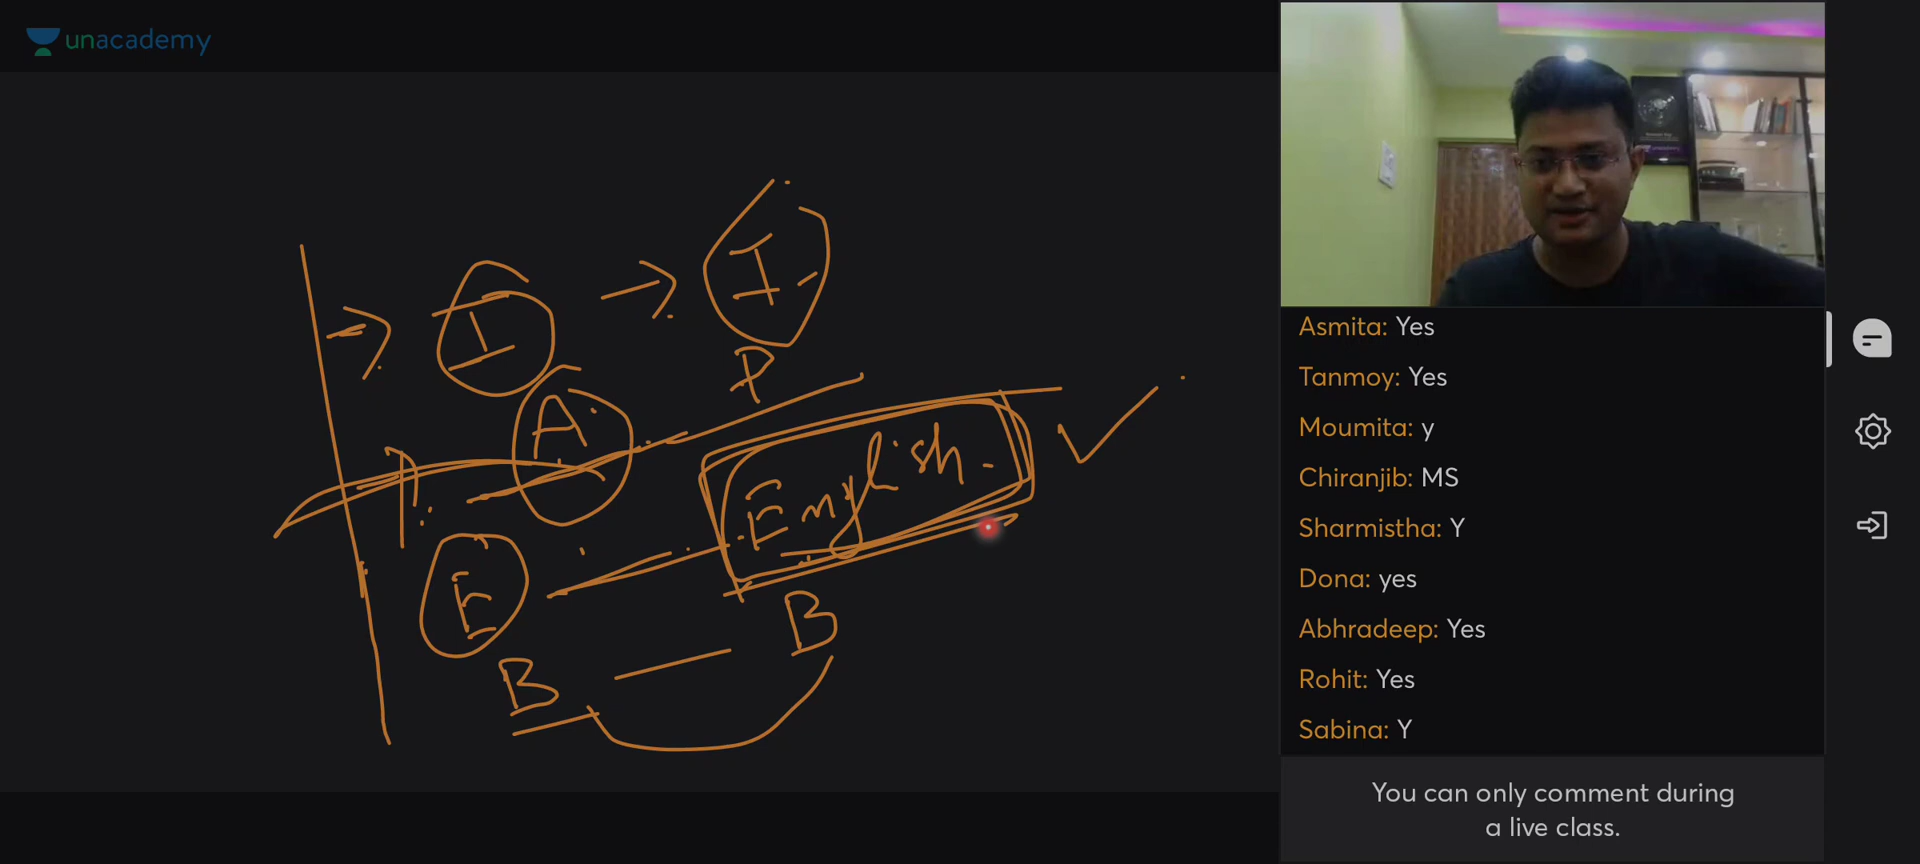 unacademy
I I
P
A
English
E
B B
Asmita: Yes
Tanmoy: Yes
Moumita: y
Chiranjib: MS
Sharmistha: Y
Dona: yes
Abhradeep: Yes
Rohit: Yes
Sabina: Y
You can only comment during
a live class.